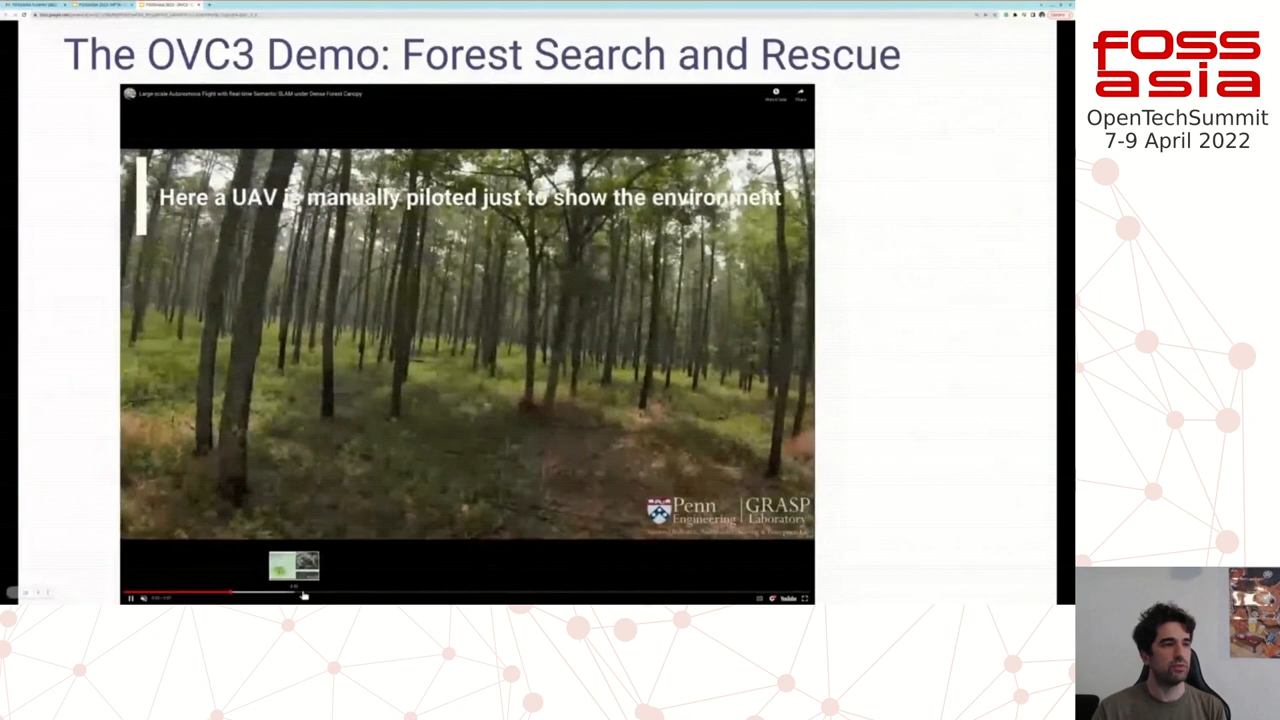 The OVC3 Demo: Forest Search and Rescue
Large-scale Autonomous Flight with Real-time Semantic SLAM under Dense Forest Canopy
Here a UAV is manually piloted just to show the environment
Penn Engineering
GRASP Laboratory
YouTube
FOSS
asia
OpenTechSummit
7-9 April 2022